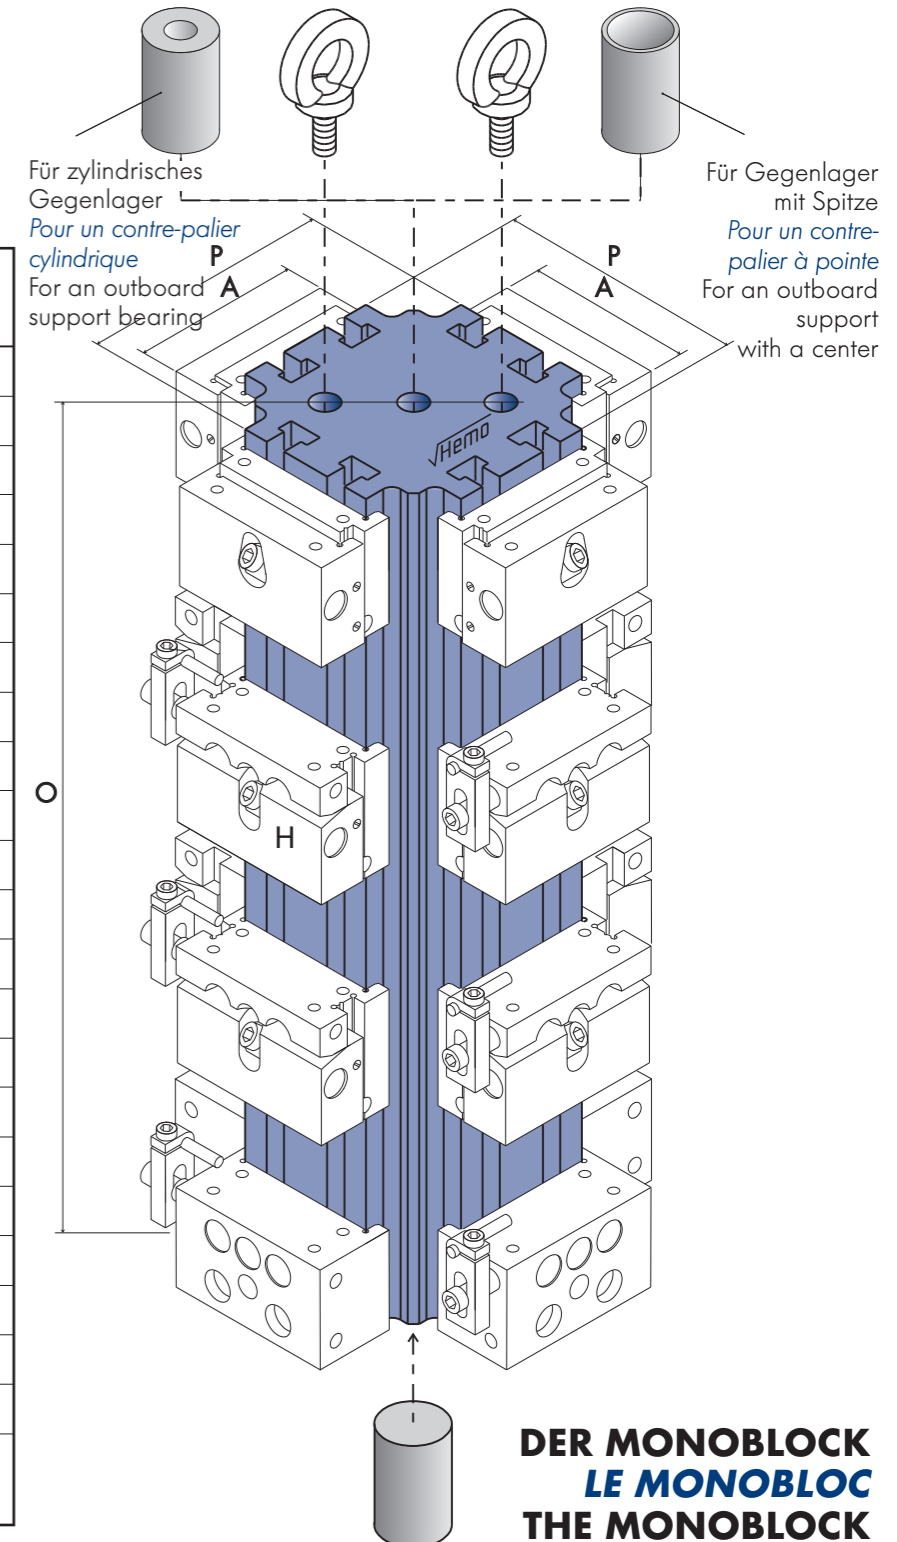 Für zylindrisches
Gegenlager
Pour un contre-palier
cylindrique
For an outboard
support bearing
Für Gegenlager
mit Spitze
Pour un contre-
palier à pointe
For an outboard
support
with a center
P
A
P
A
Hemo
O
H
DER MONOBLOCK
LE MONOBLOC
THE MONOBLOCK